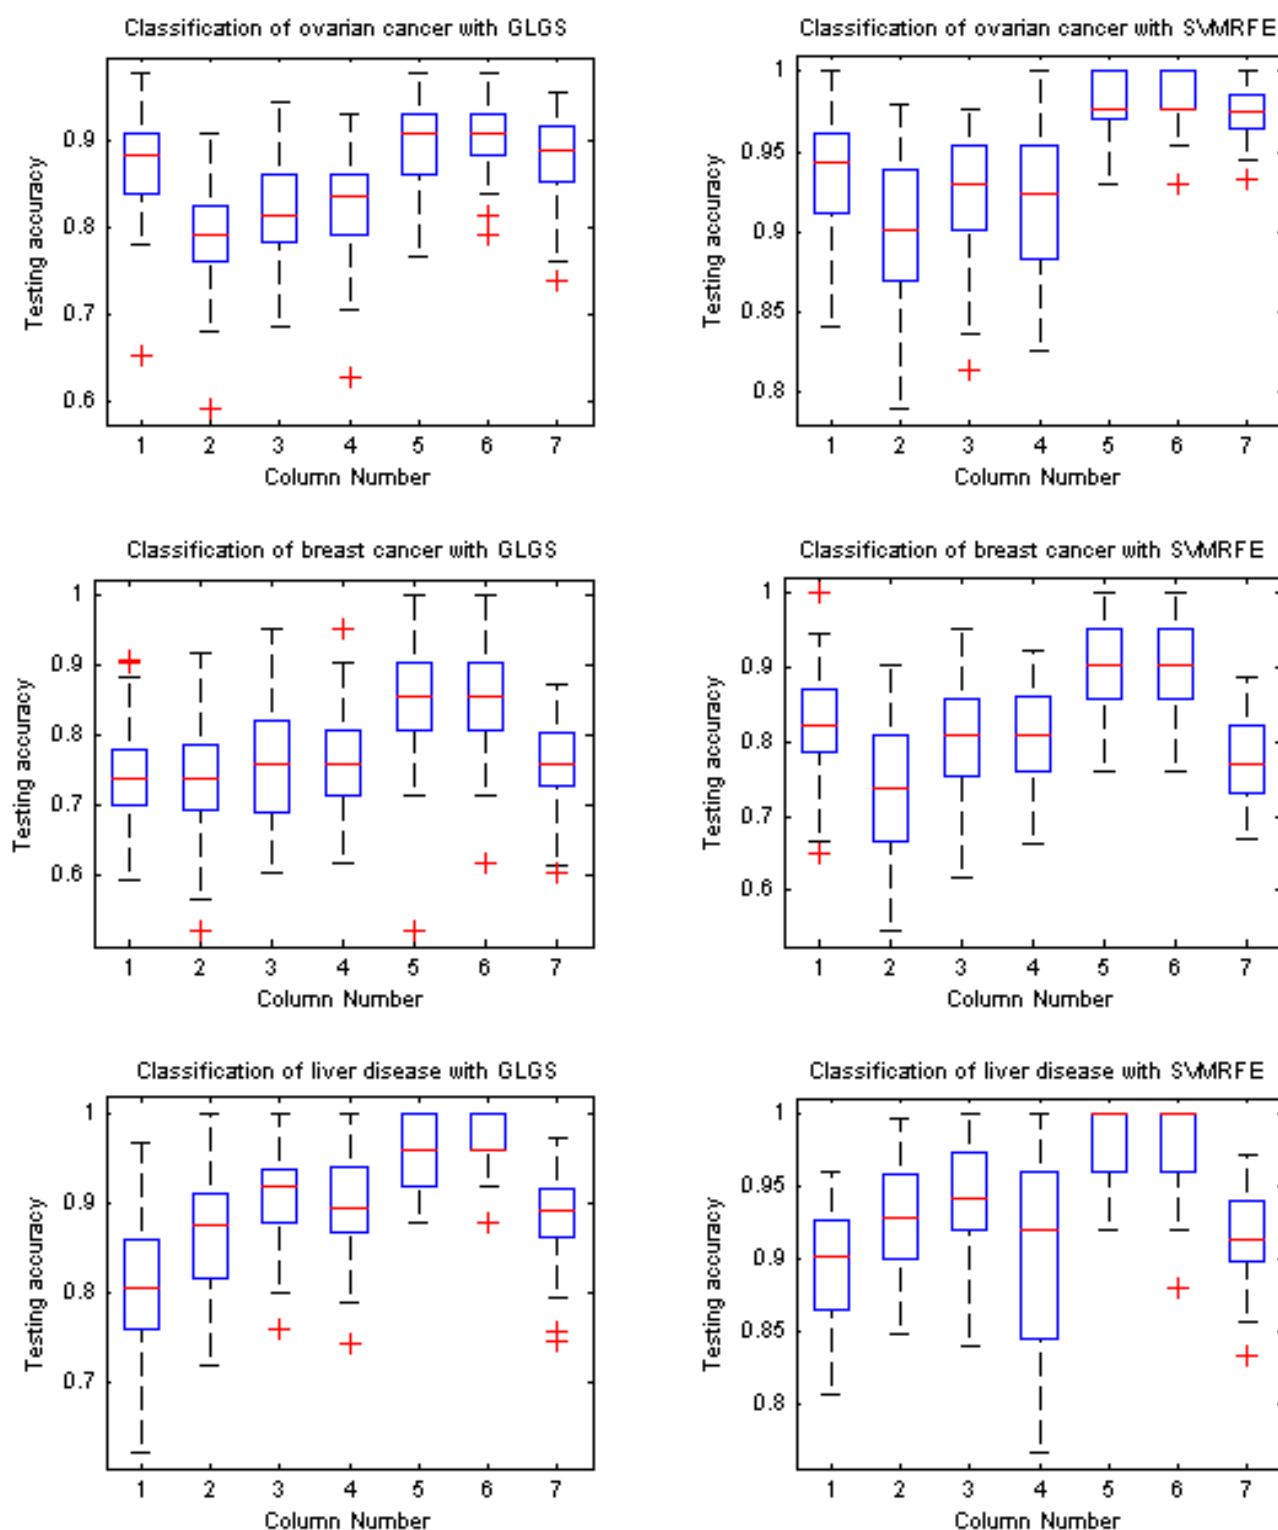 Classification of ovarian cancer with GLGS
Testing accuracy
0.9
0.8
0.7
0.6
1 2 3 4 5 6 7
Column Number
Classification of ovarian cancer with SVMRFE
Testing accuracy
1
0.95
0.9
0.85
0.8
1 2 3 4 5 6 7
Column Number
Classification of breast cancer with GLGS
Testing accuracy
1
0.9
0.8
0.7
0.6
1 2 3 4 5 6 7
Column Number
Classification of breast cancer with SVMRFE
Testing accuracy
1
0.9
0.8
0.7
0.6
1 2 3 4 5 6 7
Column Number
Classification of liver disease with GLGS
Testing accuracy
1
0.9
0.8
0.7
1 2 3 4 5 6 7
Column Number
Classification of liver disease with SVMRFE
Testing accuracy
1
0.95
0.9
0.85
0.8
1 2 3 4 5 6 7
Column Number